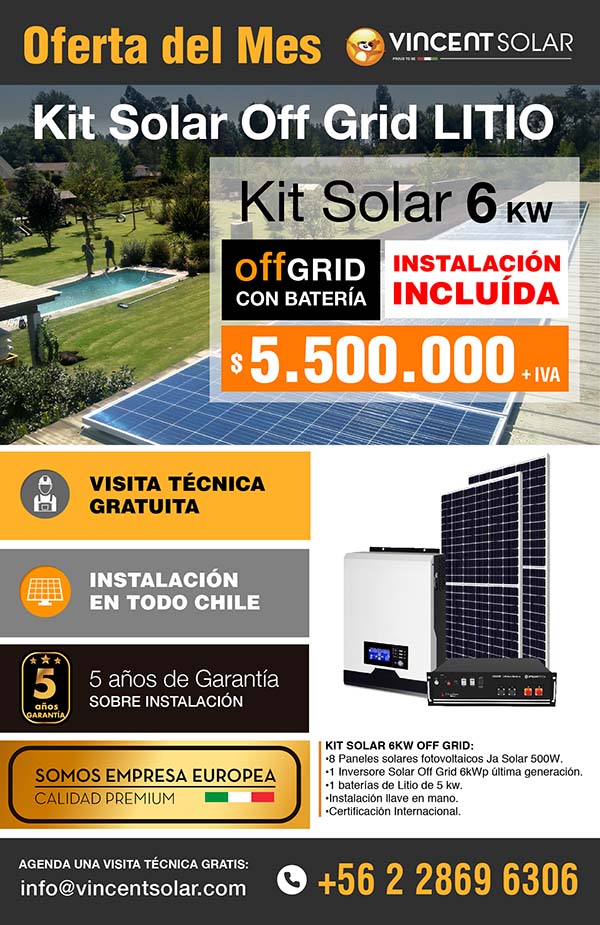 Oferta del Mes
VINCENTSOLAR
PROUD TO BE
Kit Solar Off Grid LITIO
Kit Solar 6 KW
offGRID
CON BATERÍA
INSTALACIÓN
INCLUÍDA
$ 5.500.000 + IVA
VISITA TÉCNICA
GRATUITA
INSTALACIÓN
EN TODO CHILE
5
años
GARANTÍA
5 años de Garantía
SOBRE INSTALACIÓN
SOMOS EMPRESA EUROPEA
CALIDAD PREMIUM
KIT SOLAR 6KW OFF GRID:
•8 Paneles solares fotovoltaicos Ja Solar 500W.
•1 Inversore Solar Off Grid 6kWp última generación.
•1 baterías de Litio de 5 kw.
•Instalación llave en mano.
•Certificación Internacional.
AGENDA UNA VISITA TÉCNICA GRATIS:
info@vincentsolar.com
+56 2 2869 6306